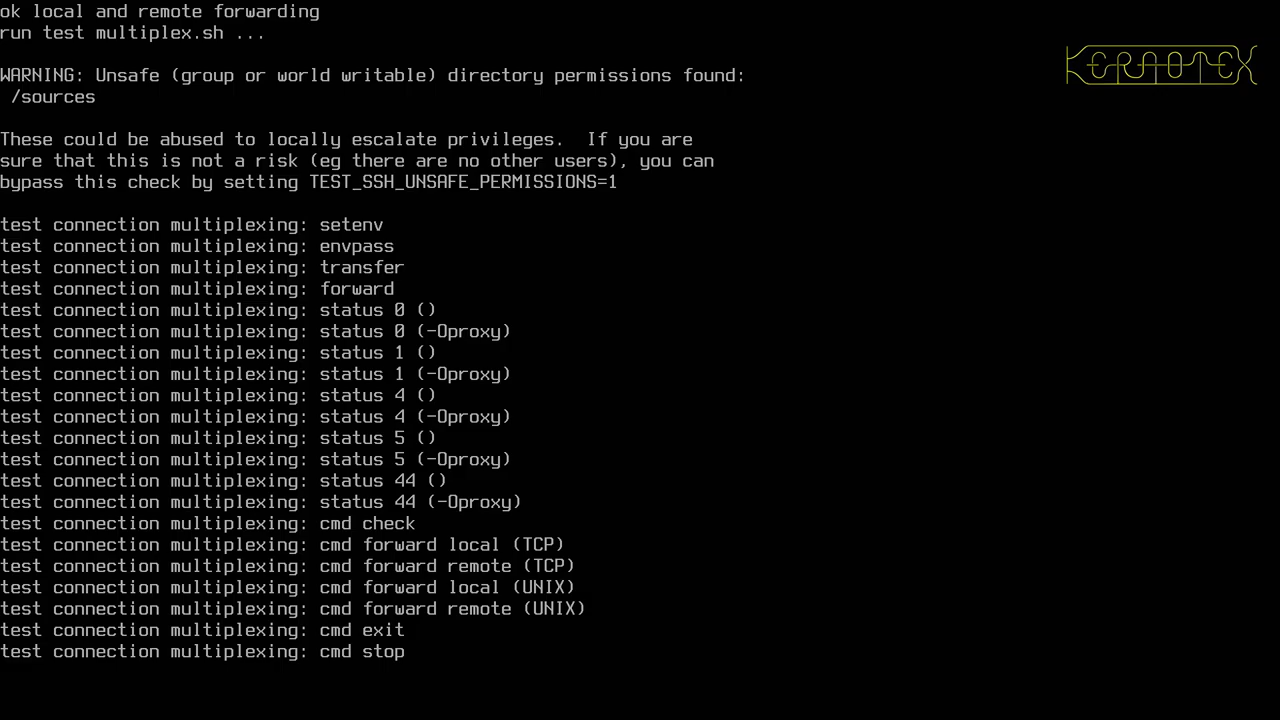 ok local and remote forwarding
run test multiplex.sh ...
KERNOTEX
WARNING: Unsafe (group or world writable) directory permissions found:
 /sources
These could be abused to locally escalate privileges.  If you are
sure that this is not a risk (eg there are no other users), you can
bypass this check by setting TEST_SSH_UNSAFE_PERMISSIONS=1
test connection multiplexing: setenv
test connection multiplexing: envpass
test connection multiplexing: transfer
test connection multiplexing: forward
test connection multiplexing: status 0 ()
test connection multiplexing: status 0 (-Oproxy)
test connection multiplexing: status 1 ()
test connection multiplexing: status 1 (-Oproxy)
test connection multiplexing: status 4 ()
test connection multiplexing: status 4 (-Oproxy)
test connection multiplexing: status 5 ()
test connection multiplexing: status 5 (-Oproxy)
test connection multiplexing: status 44 ()
test connection multiplexing: status 44 (-Oproxy)
test connection multiplexing: cmd check
test connection multiplexing: cmd forward local (TCP)
test connection multiplexing: cmd forward remote (TCP)
test connection multiplexing: cmd forward local (UNIX)
test connection multiplexing: cmd forward remote (UNIX)
test connection multiplexing: cmd exit
test connection multiplexing: cmd stop